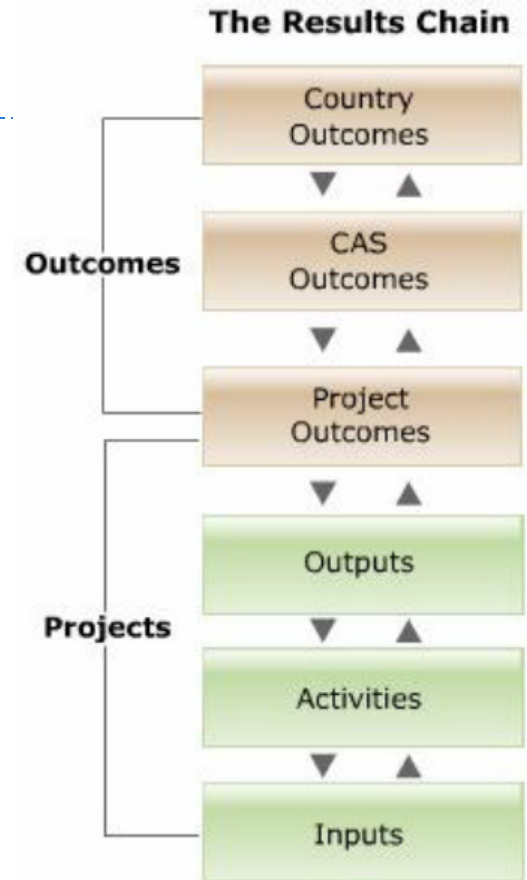 The Results Chain
Country
Outcomes
CAS
Outcomes
Outcomes
Project
Outcomes
Outputs
Projects
Activities
Inputs